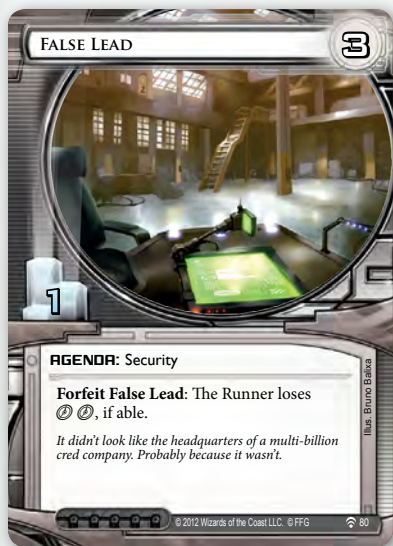 False Lead
3
1
AGENDA: Security
Forfeit False Lead: The Runner loses
, if able.
It didn't look like the headquarters of a multi-billion
cred company. Probably because it wasn't.
Illus. Bruno Balixa
© 2012 Wizards of the Coast LLC. © FFG
80